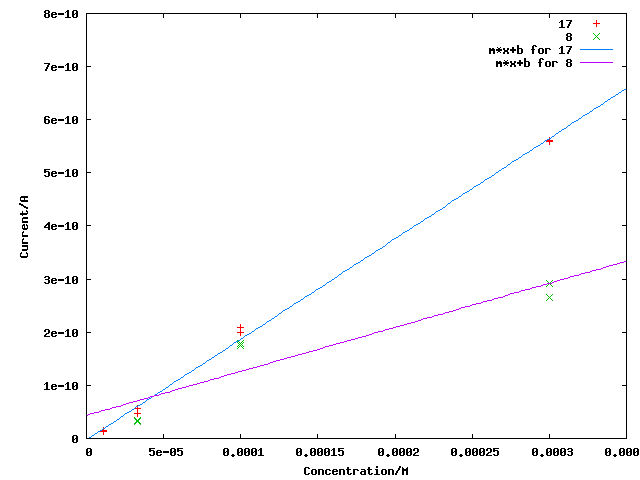 8e-10
7e-10
6e-10
5e-10
4e-10
3e-10
2e-10
1e-10
0
Current/A
17
8
m*x+b for 17
m*x+b for 8
0 5e-05 0.0001 0.00015 0.0002 0.00025 0.0003 0.000
Concentration/M